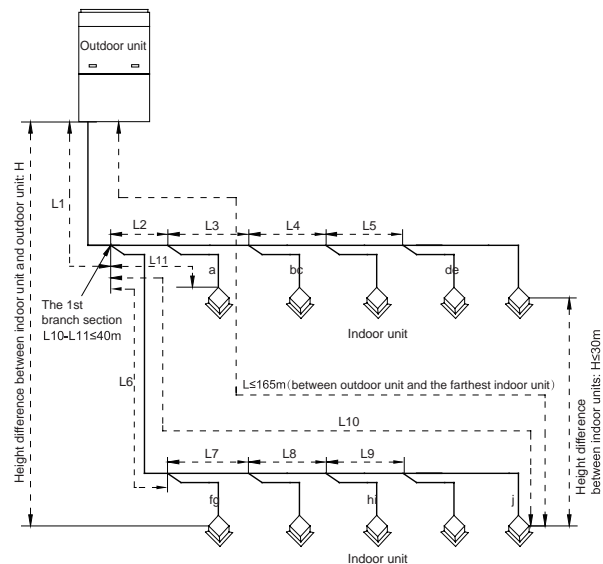 Outdoor unit
Height difference between indoor unit and outdoor unit: H
L1
L2
L3
L4
L5
L11
a
bc
de
The 1st
branch section
L10-L11≤40m
Indoor unit
L≤165m(between outdoor unit and the farthest indoor unit)
L6
L10
Height difference
between indoor units: H≤30m
L7
L8
L9
fg
hi
j
Indoor unit